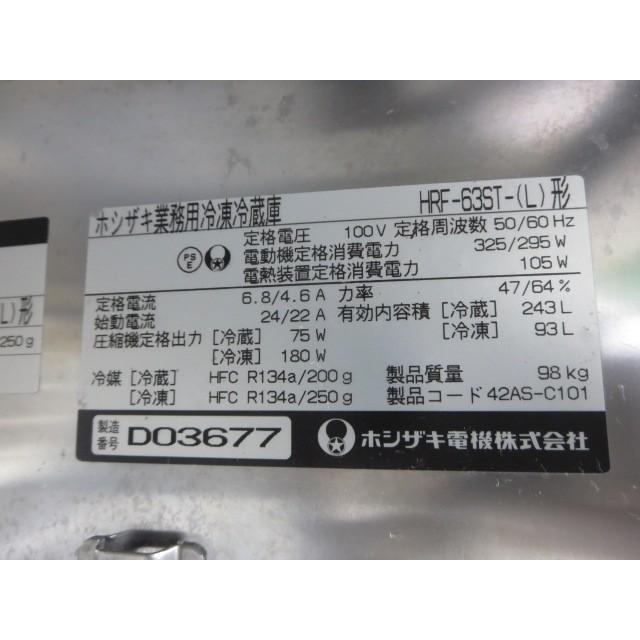 ホシザキ業務用冷凍冷蔵庫 HRF-63ST-(L)形
定格電圧 100V 定格周波数 50/60 Hz
PS E 電動機定格消費電力 325/295 W
電熱装置定格消費電力 105 W
定格電流 6.8/4.6 A 力率 47/64 %
始動電流 24/22 A 有効内容積 [冷蔵] 243 L
圧縮機定格出力 [冷蔵] 75 W [冷凍] 93 L
[冷凍] 180 W
冷媒 [冷蔵] HFC R134a/200 g 製品質量 98 kg
[冷凍] HFC R134a/250 g 製品コード 42AS-C101
製造番号 D03677 ホシザキ電機株式会社
L)形
250 g